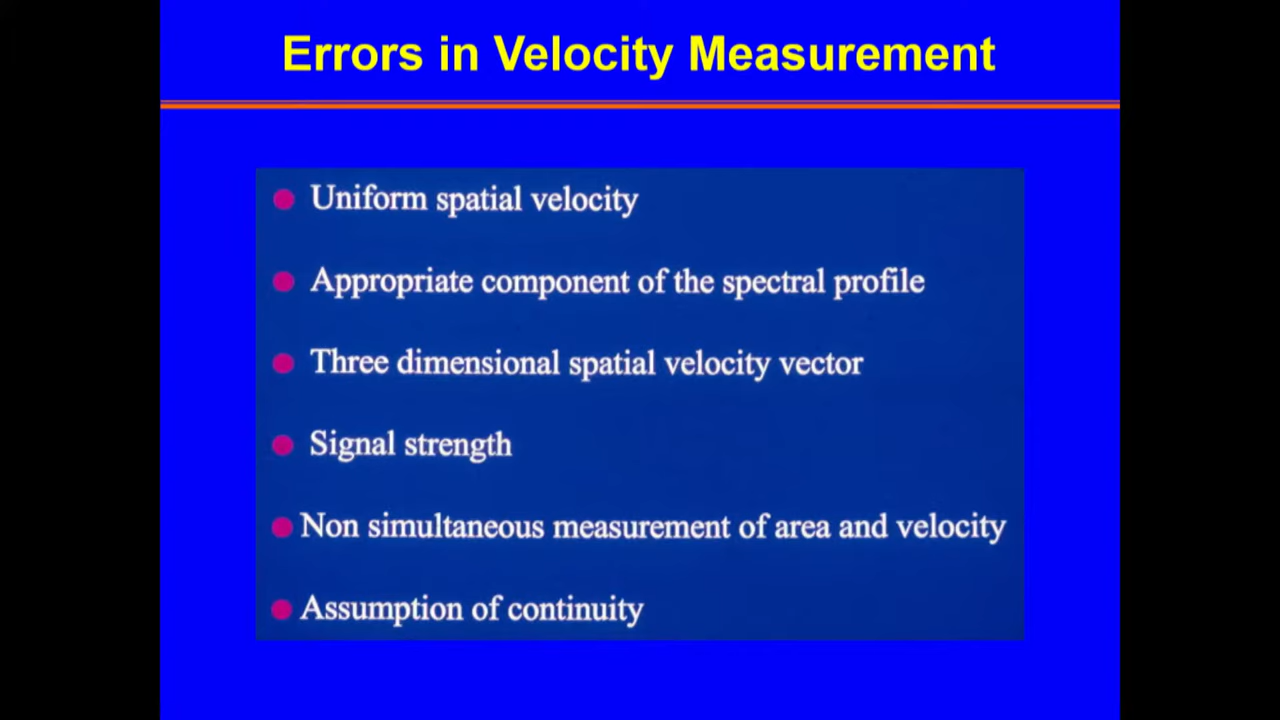 Errors in Velocity Measurement
Uniform spatial velocity
Appropriate component of the spectral profile
Three dimensional spatial velocity vector
Signal strength
Non simultaneous measurement of area and velocity
Assumption of continuity